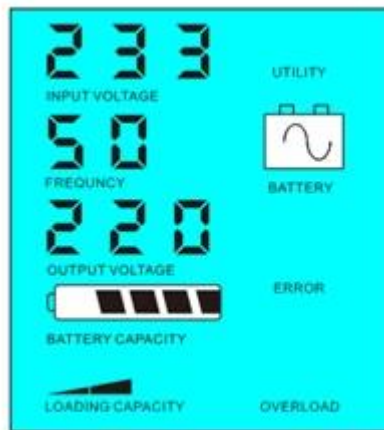 233
UTILITY
INPUT VOLTAGE
50
FREQUNCY
BATTERY
220
OUTPUT VOLTAGE
ERROR
BATTERY CAPACITY
LOADING CAPACITY
OVERLOAD